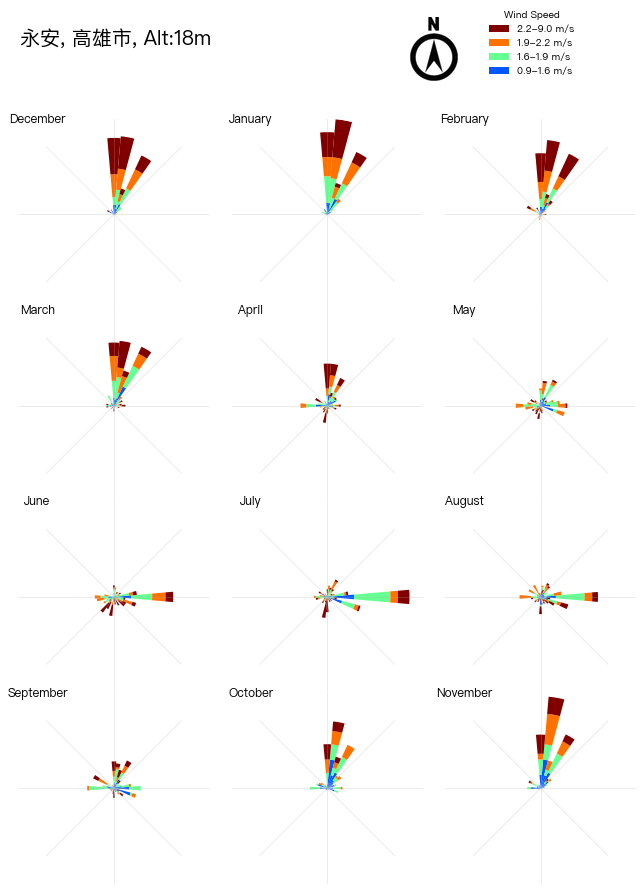 永安, 高雄市, Alt:18m
N
Wind Speed
2.2–9.0 m/s
1.9–2.2 m/s
1.6–1.9 m/s
0.9–1.6 m/s
December
January
February
March
April
May
June
July
August
September
October
November